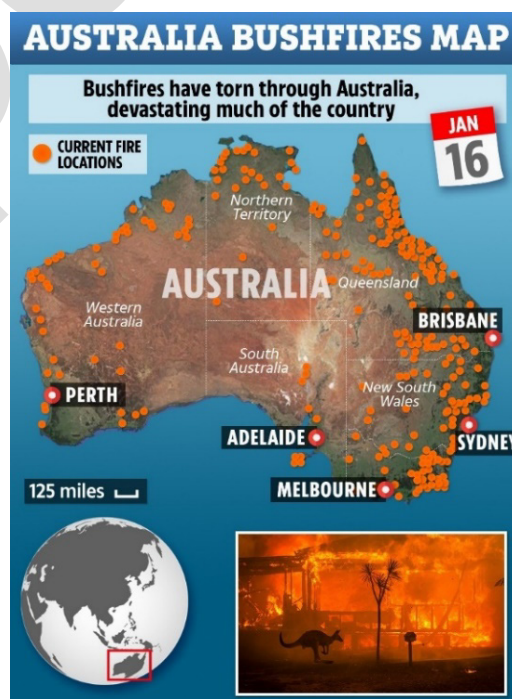 AUSTRALIA BUSHFIRES MAP
Bushfires have torn through Australia,
devastating much of the country
JAN
16
CURRENT FIRE
LOCATIONS
Northern
Territory
AUSTRALIA
Queensland
Western
Australia
BRISBANE
South
Australia
New South
Wales
PERTH
ADELAIDE
SYDNEY
MELBOURNE
125 miles